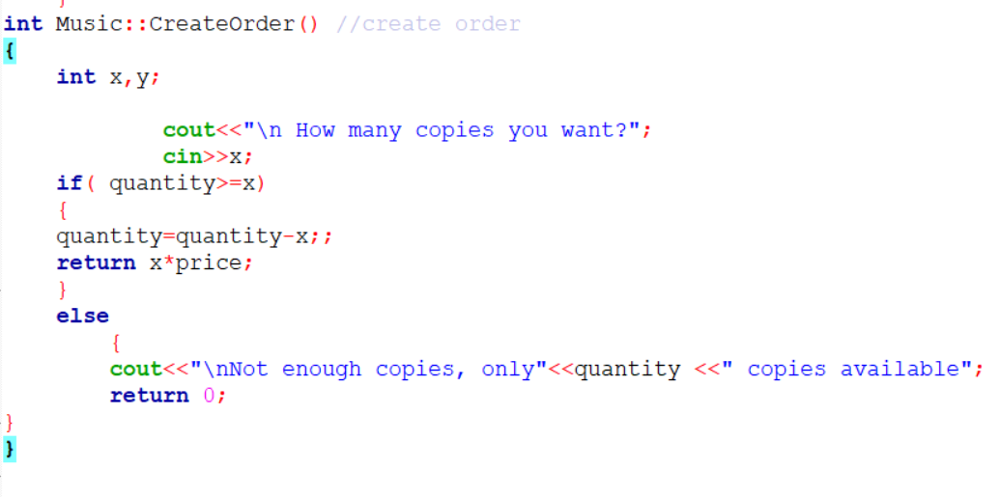 }
int Music::CreateOrder() //create order
{
int x,y;
cout<<"\n How many copies you want?";
cin>>x;
if( quantity>=x)
{
quantity=quantity-x;;
return x*price;
}
else
{
cout<<"\nNot enough copies, only"<<quantity <<" copies available";
return 0;
}
}